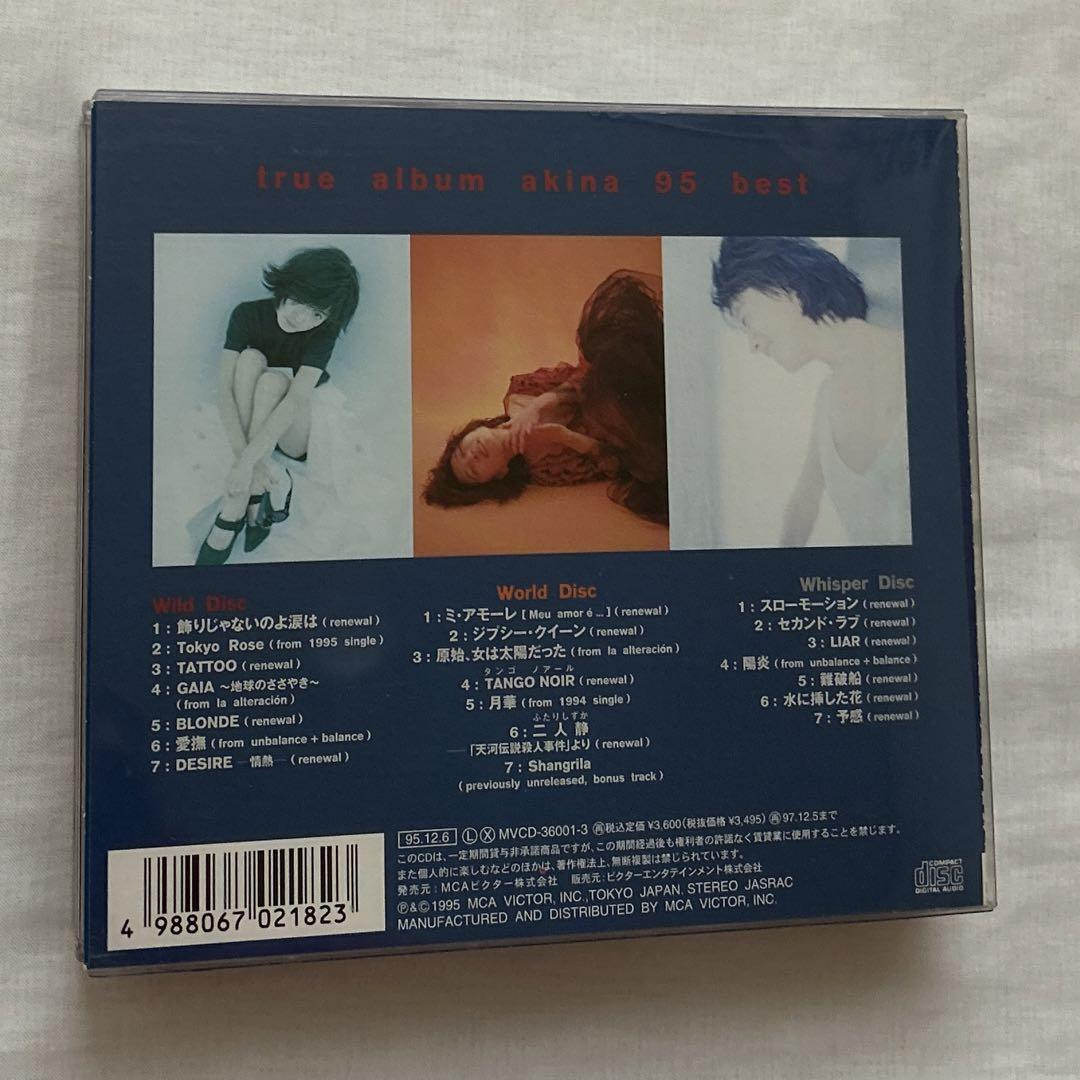 true album akina 95 best
Wild Disc
1 : 飾りじゃないのよ涙は (renewal)
2 : Tokyo Rose (from 1995 single)
3 : TATTOO (renewal)
4 : GAIA 〜地球のささやき〜
(from la alteración)
5 : BLONDE (renewal)
6 : 愛撫 (from unbalance + balance)
7 : DESIRE ―情熱― (renewal)
World Disc
1 : ミ・アモーレ [Meu amor é ...] (renewal)
2 : ジプシー・クイーン (renewal)
3 : 原始、女は太陽だった (from la alteración)
タンゴ ノアール
4 : TANGO NOIR (renewal)
5 : 月華 (from 1994 single)
ふたりしずか
6 : 二人静
―「天河伝説殺人事件」より (renewal)
7 : Shangrila
(previously unreleased, bonus track)
Whisper Disc
1 : スローモーション (renewal)
2 : セカンド・ラブ (renewal)
3 : LIAR (renewal)
4 : 陽炎 (from unbalance + balance)
5 : 難破船 (renewal)
6 : 水に挿した花 (renewal)
7 : 予感 (renewal)
95.12.6 Ⓛ Ⓧ MVCD-36001-3 ㊢税込定価 ¥3,600(税抜価格 ¥3,495) ㊢97.12.5まで
このCDは、一定期間貸与非承諾商品ですが、この期間経過後も権利者の許諾なく賃貸業に使用することを禁じます。
また個人的に楽しむなどのほかは、著作権法上、無断複製は禁じられています。
発売元：MCAビクター株式会社 販売元：ビクターエンタテインメント株式会社
Ⓟ&© 1995 MCA VICTOR, INC., TOKYO JAPAN. STEREO JASRAC
MANUFACTURED AND DISTRIBUTED BY MCA VICTOR, INC.
COMPACT
disc
DIGITAL AUDIO
4 988067 021823